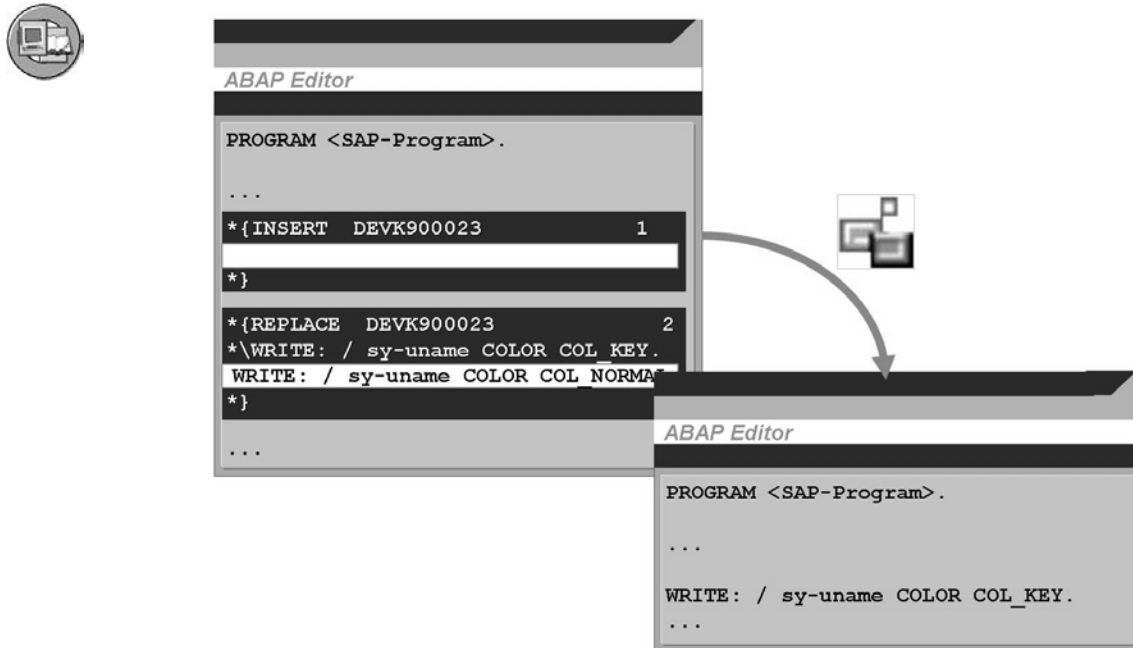 ABAP Editor
PROGRAM <SAP-Program>.
...
*{INSERT DEVK900023 1
*}
*{REPLACE DEVK900023 2
*\WRITE: / sy-uname COLOR COL_KEY.
WRITE: / sy-uname COLOR COL_NORMAL
*}
...
ABAP Editor
PROGRAM <SAP-Program>.
...
WRITE: / sy-uname COLOR COL_KEY.
...